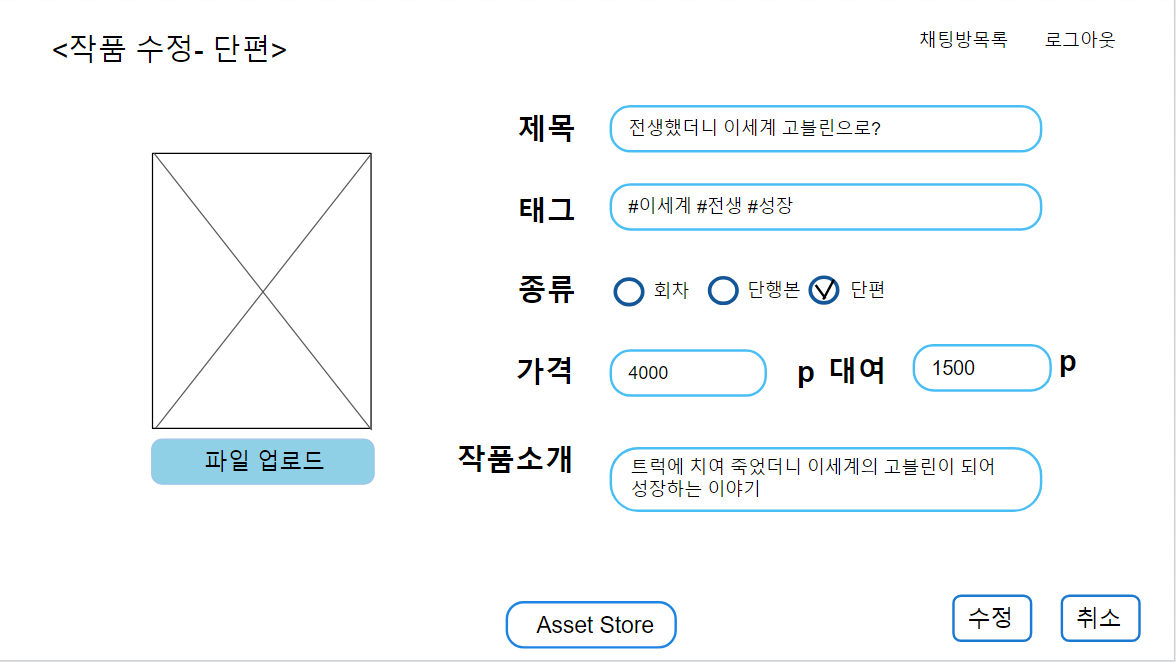 <작품 수정- 단편>
채팅방목록 로그아웃
제목 전생했더니 이세계 고블린으로?
태그 #이세계 #전생 #성장
종류 회차 단행본 단편
가격 4000 p 대여 1500 p
파일 업로드
작품소개 트럭에 치여 죽었더니 이세계의 고블린이 되어
성장하는 이야기
Asset Store
수정 취소